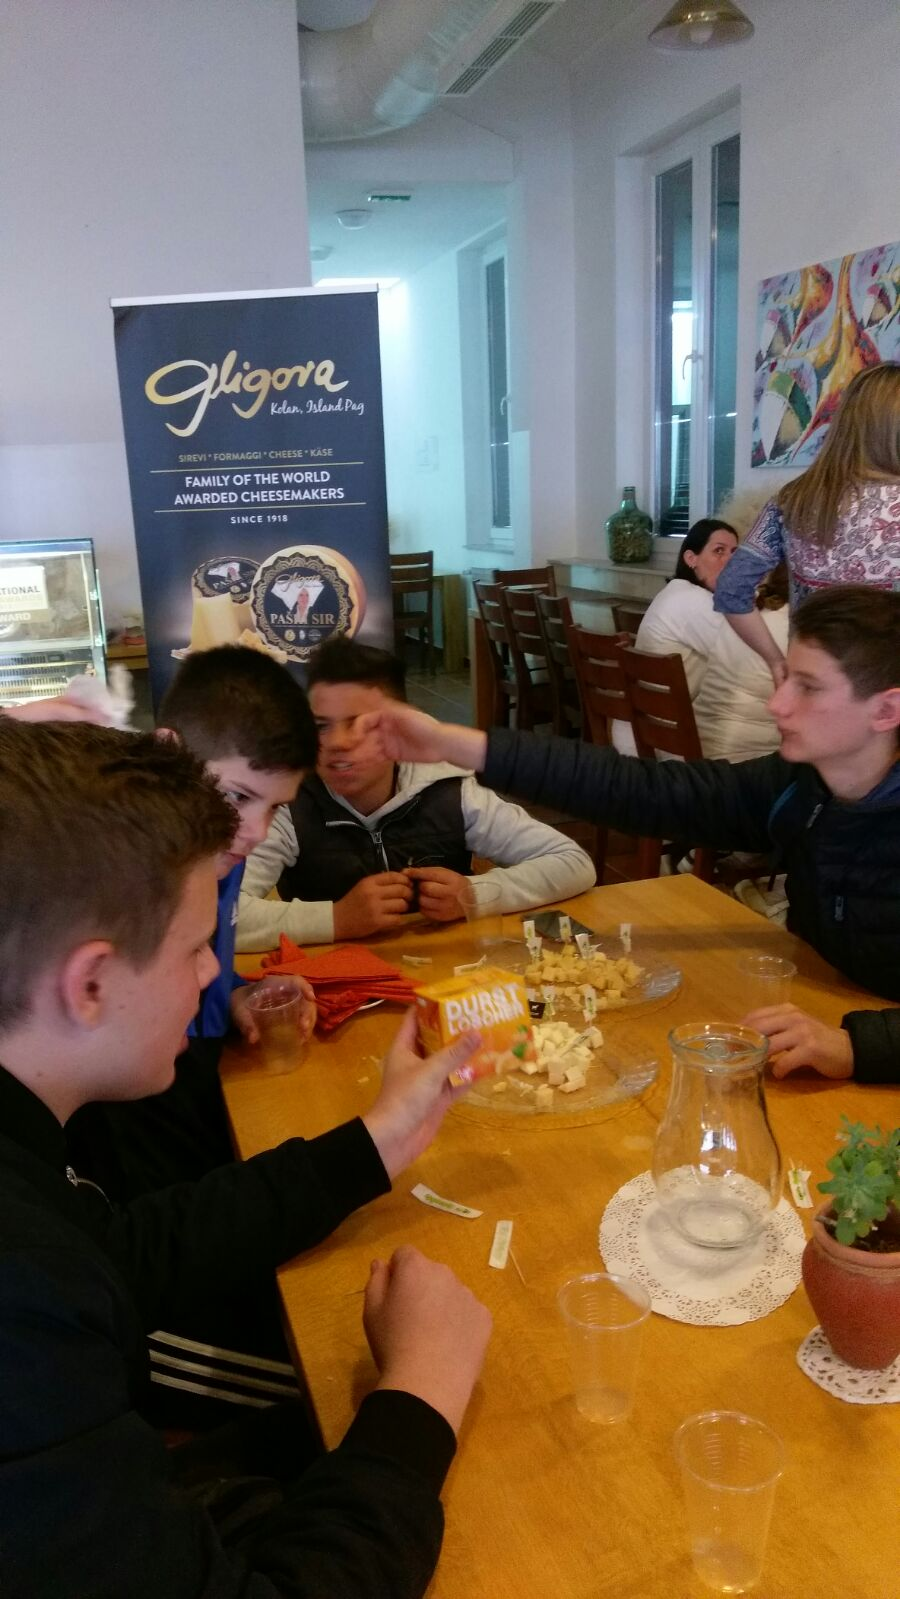 gligora
Kolan, Island Pag
SIREVI * FORMAGGI * CHEESE * KÄSE
FAMILY OF THE WORLD
AWARDED CHEESEMAKERS
SINCE 1918
gligora
PAŠKI SIR
DURST
LÖSCHER